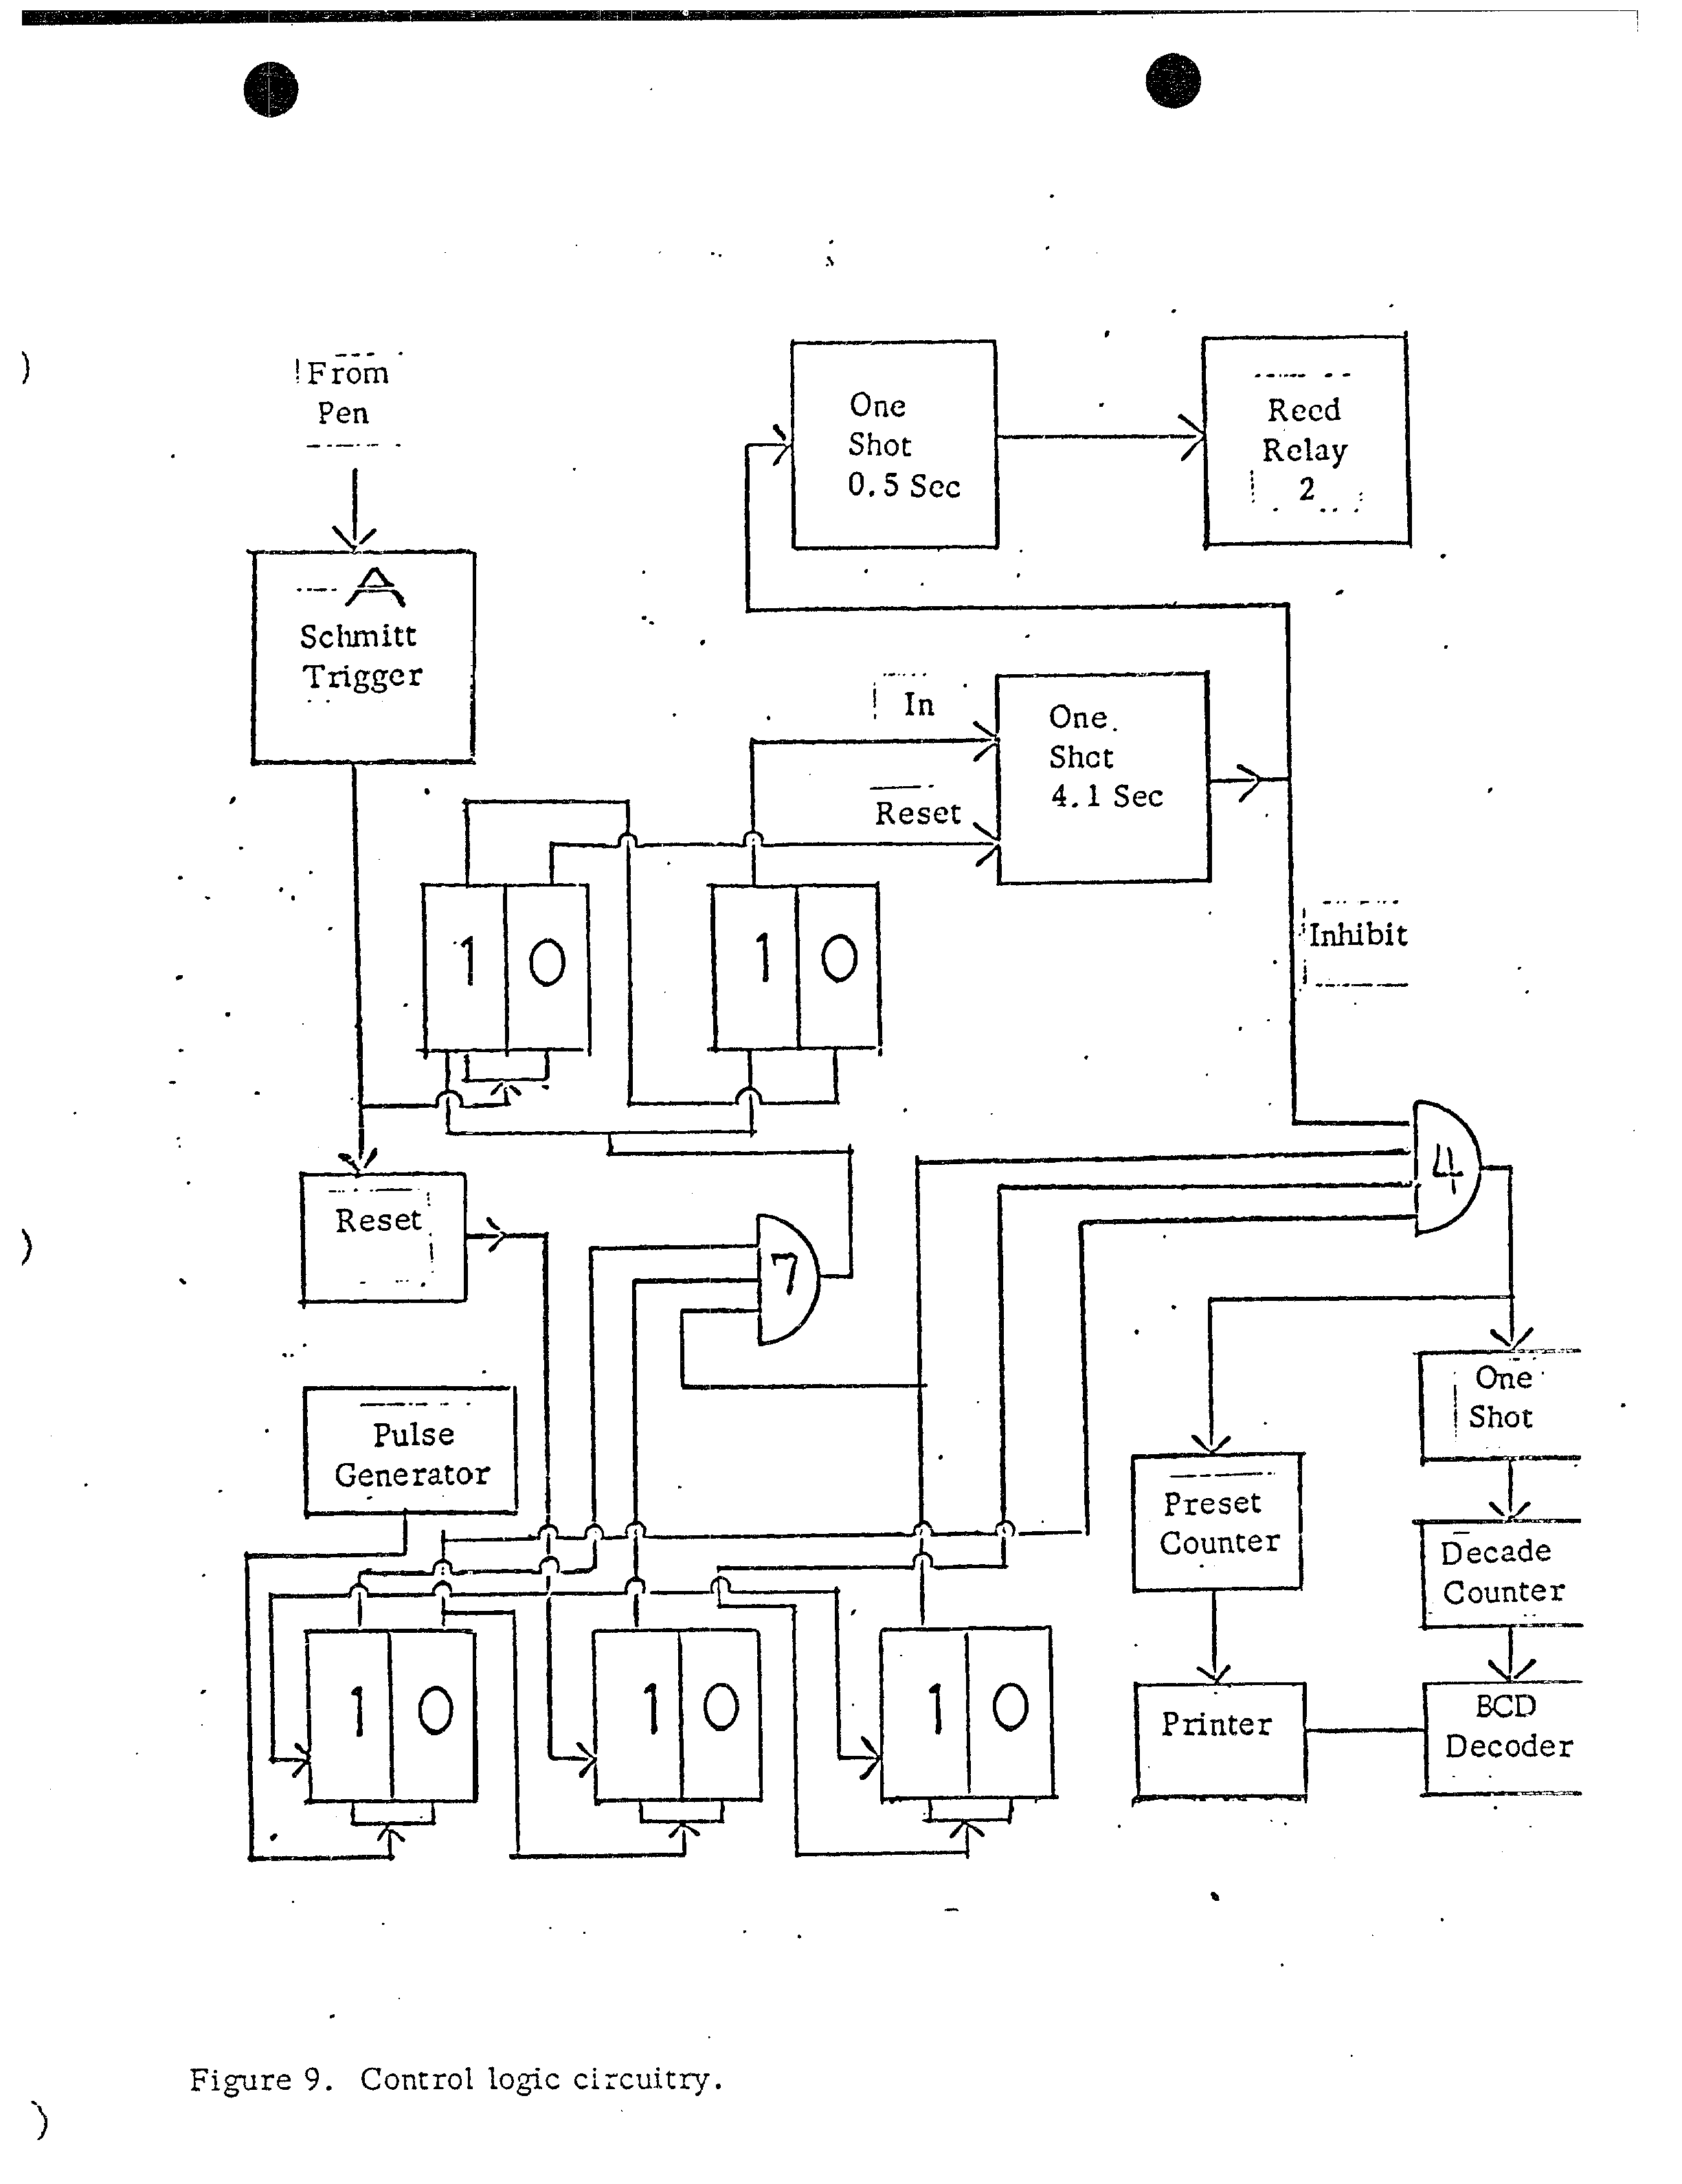 From
Pen
One
Shot
0.5 Sec
Reed
Relay
2
A
Schmitt
Trigger
In
Reset
One
Shot
4.1 Sec
1 0
1 0
Inhibit
4
Reset
7
One
Shot
Pulse
Generator
Preset
Counter
Decade
Counter
1 0
1 0
1 0
Printer
BCD
Decoder
Figure 9. Control logic circuitry.